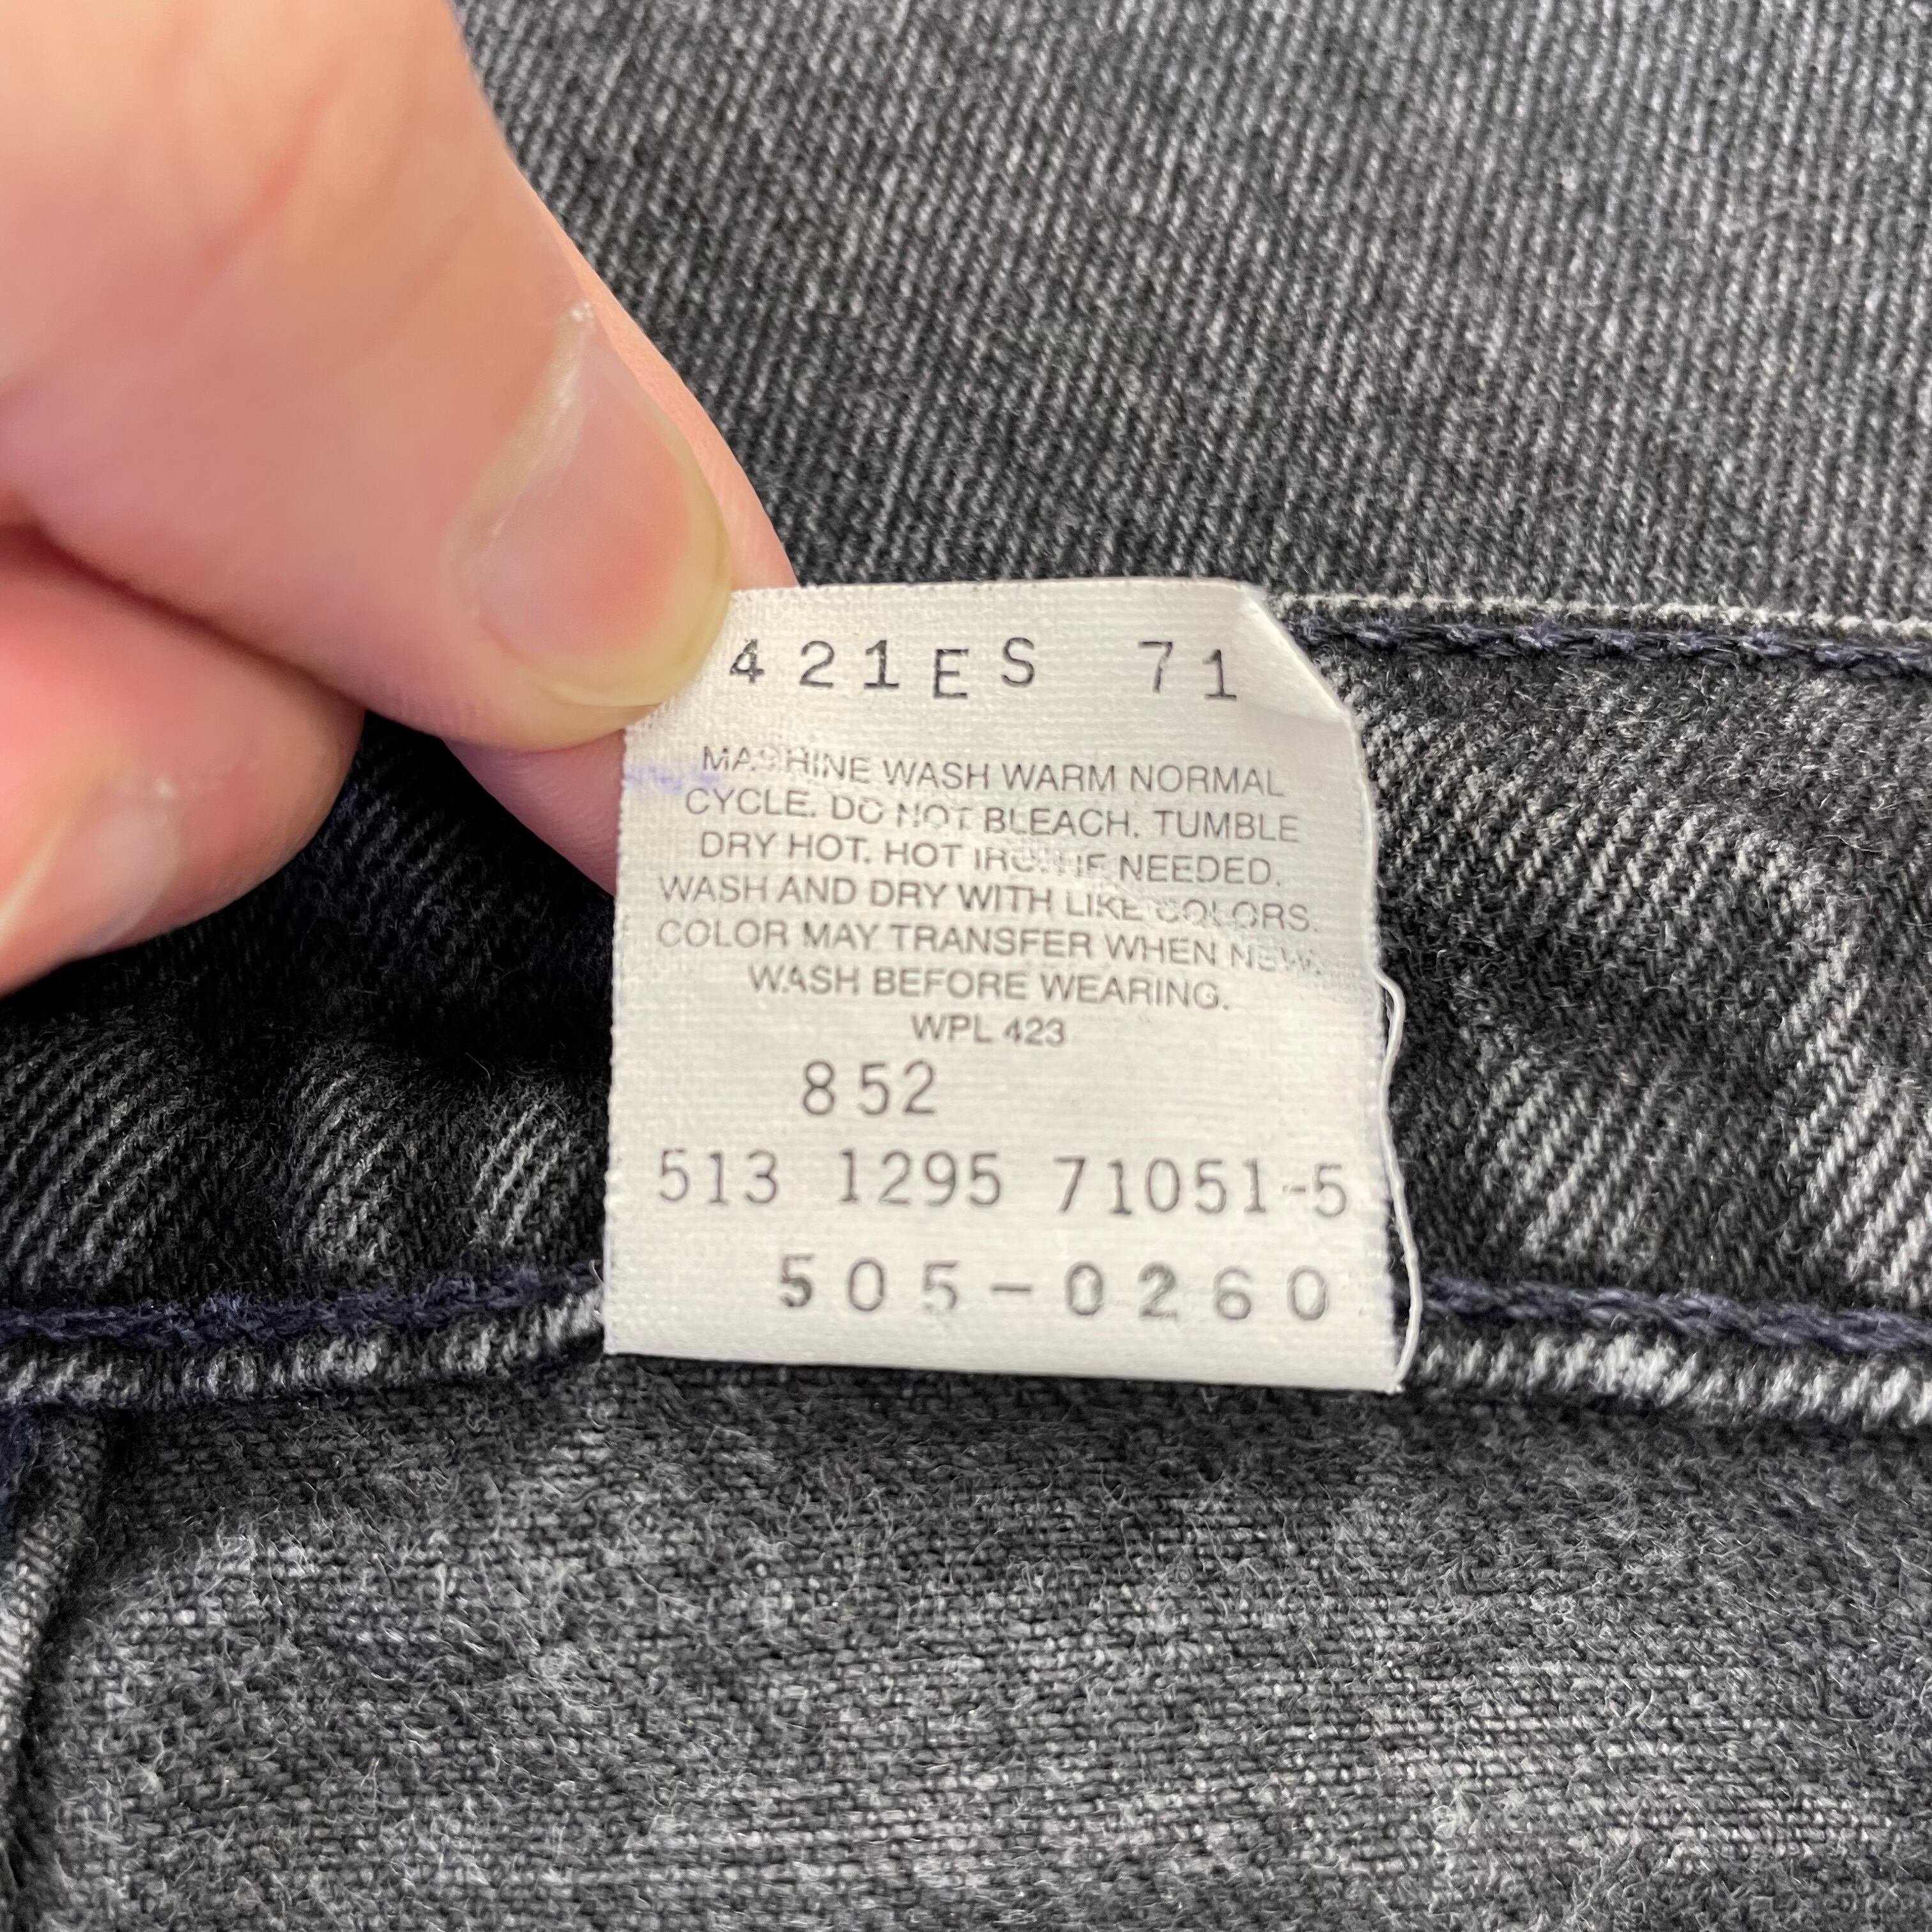 421ES 71
MACHINE WASH WARM NORMAL
CYCLE. DO NOT BLEACH. TUMBLE
DRY HOT. HOT IRON IF NEEDED.
WASH AND DRY WITH LIKE COLORS.
COLOR MAY TRANSFER WHEN NEW.
WASH BEFORE WEARING.
WPL 423
852
513 1295 71051-5
505-0260